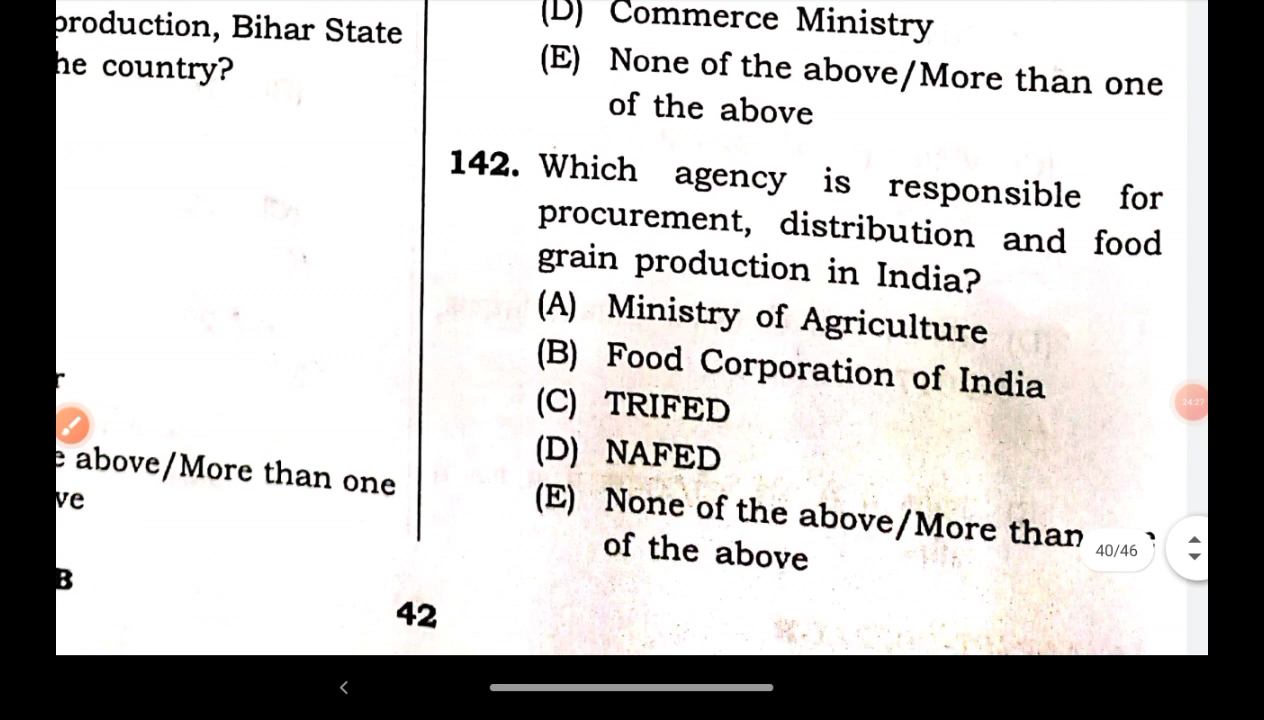 production, Bihar State
he country?
r
e above/More than one
ve
B
42
(D) Commerce Ministry
(E) None of the above/More than one
of the above
142. Which agency is responsible for
procurement, distribution and food
grain production in India?
(A) Ministry of Agriculture
(B) Food Corporation of India
(C) TRIFED
(D) NAFED
(E) None of the above/More than
of the above
40/46
24:27